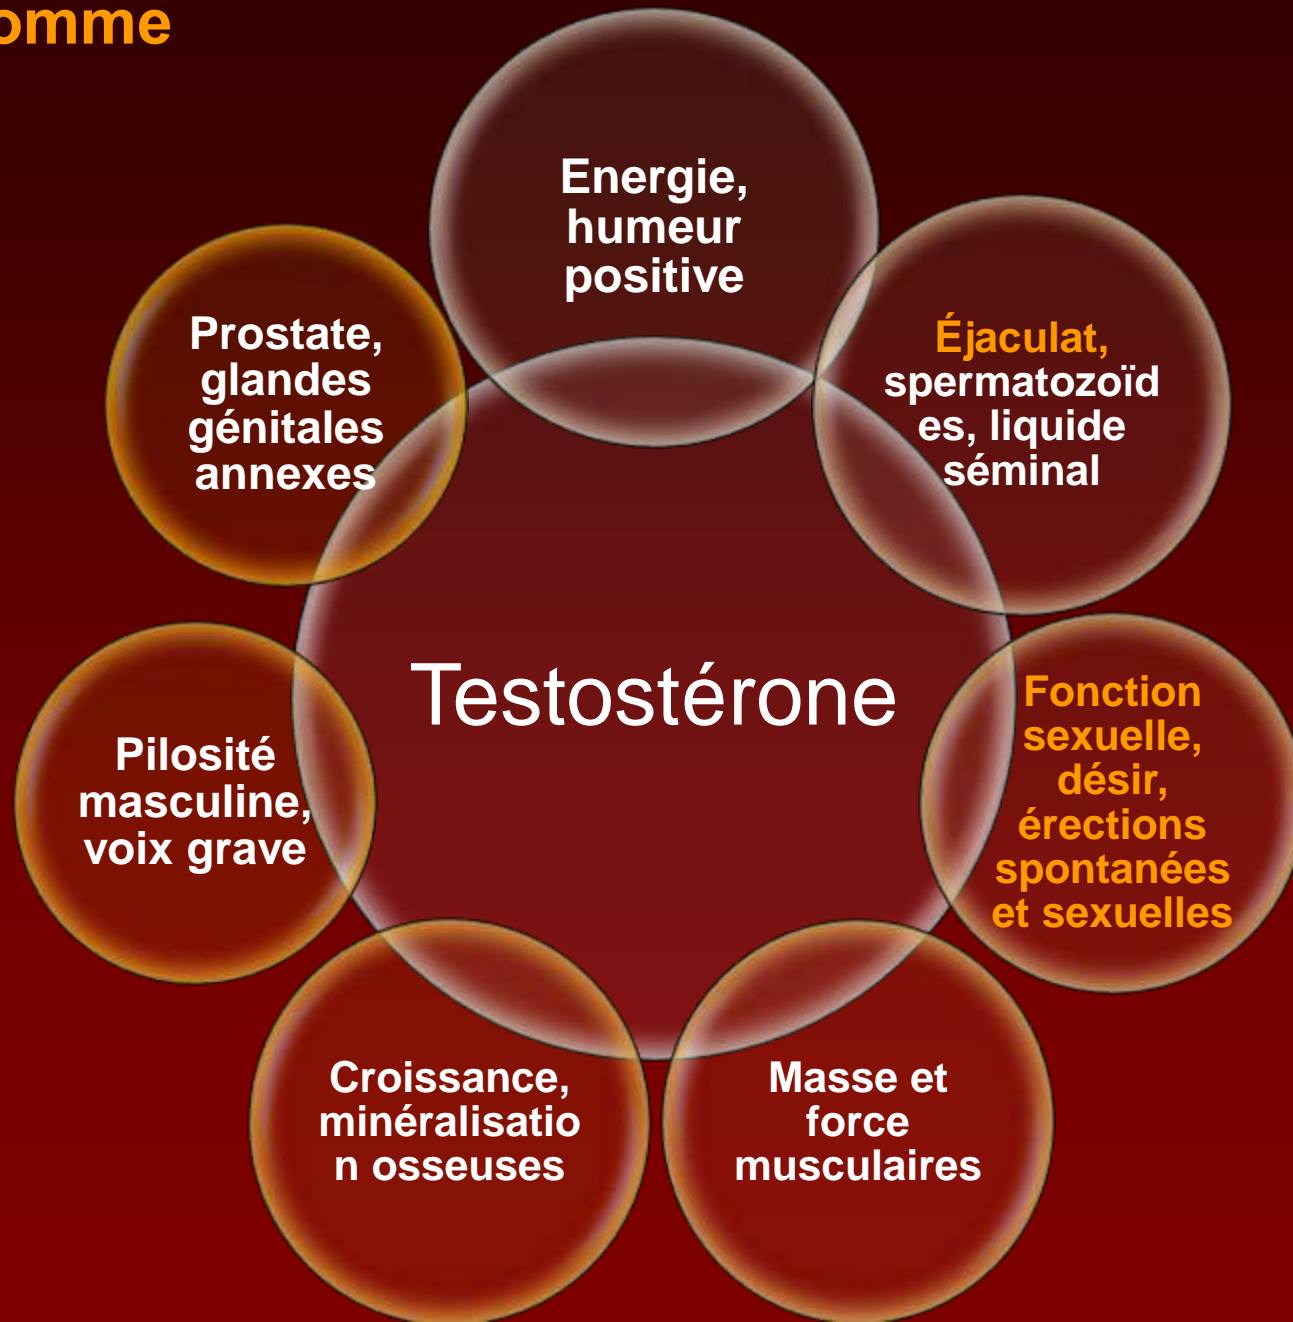 omme
Energie,
humeur
positive
Éjaculat,
spermatozoïd
es, liquide
séminal
Fonction
sexuelle,
désir,
érections
spontanées
et sexuelles
Masse et
force
musculaires
Croissance,
minéralisatio
n osseuses
Pilosité
masculine,
voix grave
Prostate,
glandes
génitales
annexes
Testostérone